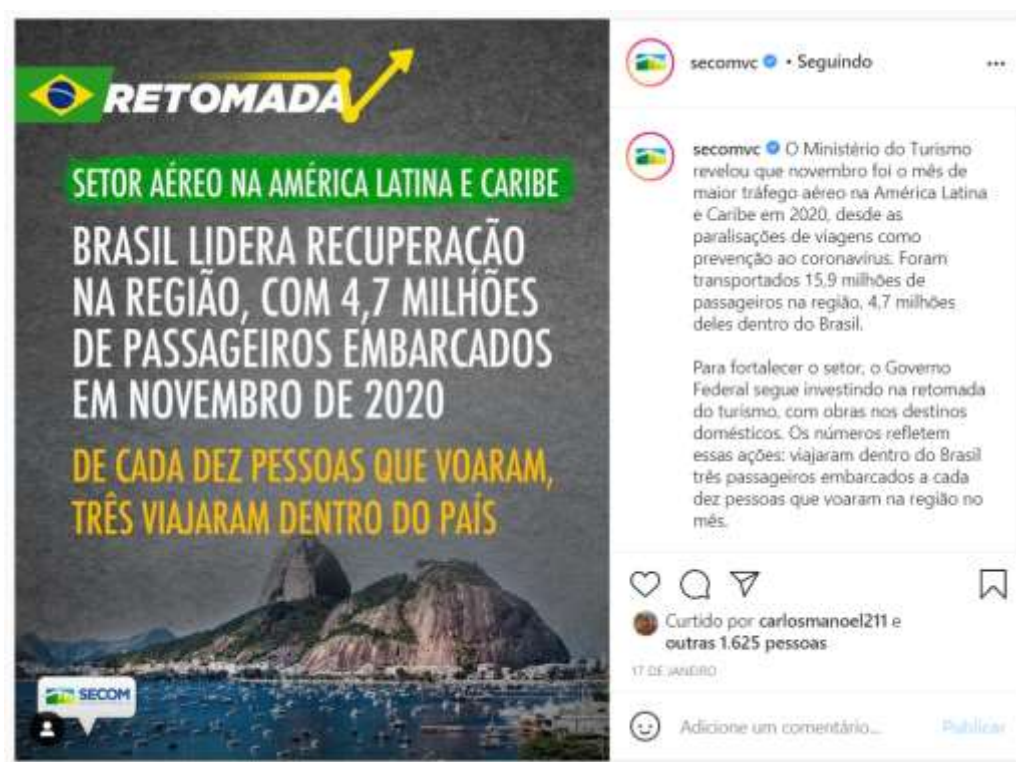 RETOMADA
SETOR AÉREO NA AMÉRICA LATINA E CARIBE
BRASIL LIDERA RECUPERAÇÃO
NA REGIÃO, COM 4,7 MILHÕES
DE PASSAGEIROS EMBARCADOS
EM NOVEMBRO DE 2020
DE CADA DEZ PESSOAS QUE VOARAM,
TRÊS VIAJARAM DENTRO DO PAÍS
SECOM
secomvc • Seguindo
secomvc O Ministério do Turismo
revelou que novembro foi o mês de
maior tráfego aéreo na América Latina
e Caribe em 2020, desde as
paralisações de viagens como
prevenção ao coronavírus. Foram
transportados 15,9 milhões de
passageiros na região, 4,7 milhões
deles dentro do Brasil.
Para fortalecer o setor, o Governo
Federal segue investindo na retomada
do turismo, com obras nos destinos
domésticos. Os números refletem
essas ações: viajaram dentro do Brasil
três passageiros embarcados a cada
dez pessoas que voaram na região no
mês.
Curtido por carlosmanoel211 e
outras 1.625 pessoas
17 DE JANEIRO
Adicione um comentário...
Publicar